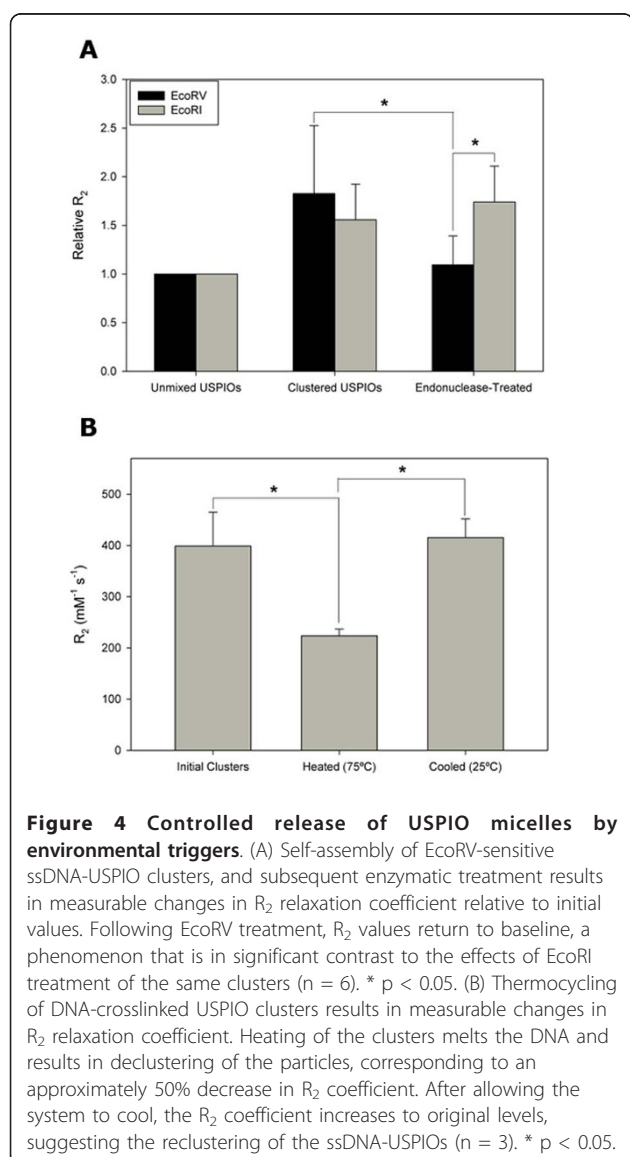 A
3.0
EcoRV
EcoRI
2.5
2.0
1.5
1.0
0.5
0.0
Relative R₂
*
*
Unmixed USPIOs Clustered USPIOs Endonuclease-Treated
B
500
400
300
200
100
0
R₂ (mM⁻¹ s⁻¹)
*
*
Initial Clusters Heated (75ºC) Cooled (25ºC)
Figure 4 Controlled release of USPIO micelles by
environmental triggers. (A) Self-assembly of EcoRV-sensitive
ssDNA-USPIO clusters, and subsequent enzymatic treatment results
in measurable changes in R₂ relaxation coefficient relative to initial
values. Following EcoRV treatment, R₂ values return to baseline, a
phenomenon that is in significant contrast to the effects of EcoRI
treatment of the same clusters (n = 6). * p < 0.05. (B) Thermocycling
of DNA-crosslinked USPIO clusters results in measurable changes in
R₂ relaxation coefficient. Heating of the clusters melts the DNA and
results in declustering of the particles, corresponding to an
approximately 50% decrease in R₂ coefficient. After allowing the
system to cool, the R₂ coefficient increases to original levels,
suggesting the reclustering of the ssDNA-USPIOs (n = 3). * p < 0.05.